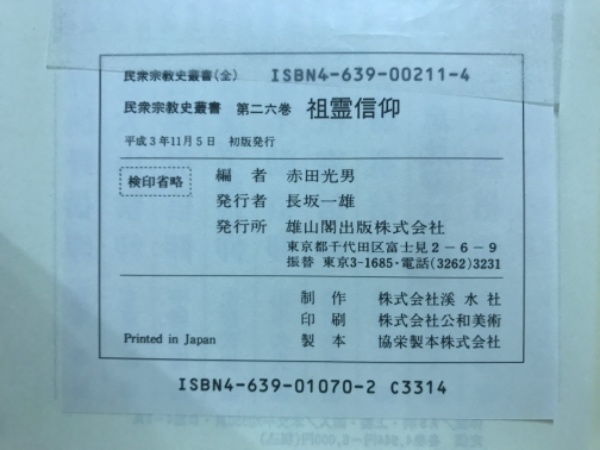 民衆宗教史叢書(全) ISBN4-639-00211-4
民衆宗教史叢書 第二六巻 祖霊信仰
平成3年11月5日 初版発行
検印省略
編者 赤田光男
発行者 長坂一雄
発行所 雄山閣出版株式会社
東京都千代田区富士見2-6-9
振替 東京3-1685・電話(3262)3231
制作 株式会社渓水社
印刷 株式会社公和美術
製本 協栄製本株式会社
Printed in Japan
ISBN4-639-01070-2 C3314